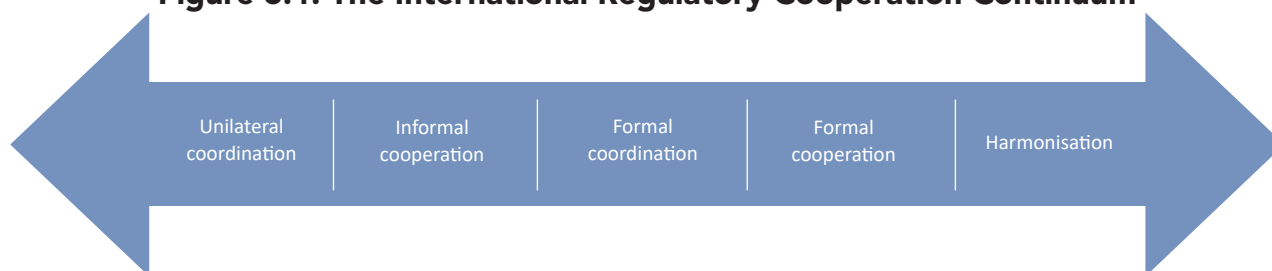 Figure 3.1: The International Regulatory Cooperation Continuum
Unilateral
coordination
Informal
cooperation
Formal
coordination
Formal
cooperation
Harmonisation